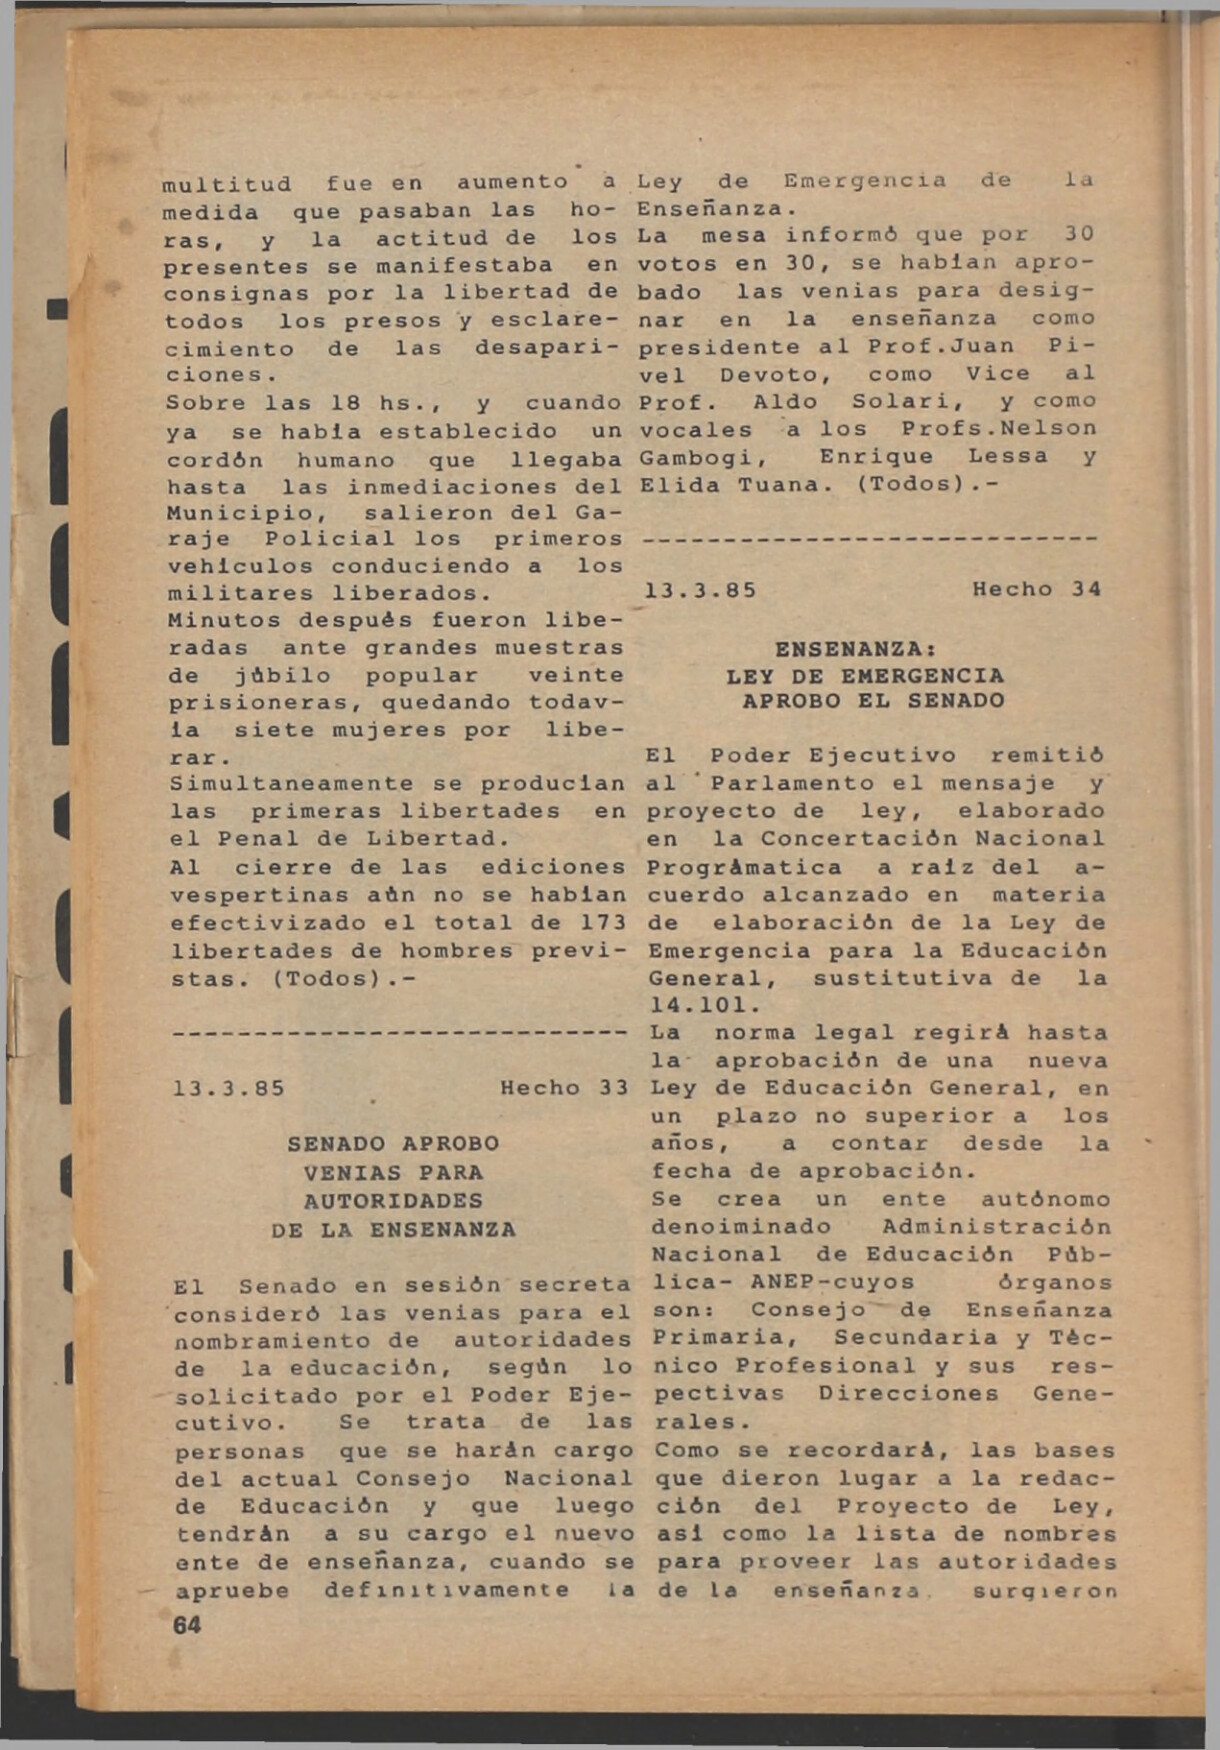 multitud fue en aumento a
medida que pasaban las ho-
ras, y la actitud de los
presentes se manifestaba en
consignas por la libertad de
todos los presos y esclare-
cimiento de las desapari-
ciones.
Sobre las 18 hs., y cuando
ya se había establecido un
cordón humano que llegaba
hasta las inmediaciones del
Municipio, salieron del Ga-
raje Policial los primeros
vehículos conduciendo a los
militares liberados.
Minutos después fueron libe-
radas ante grandes muestras
de júbilo popular veinte
prisioneras, quedando todav-
ía siete mujeres por libe-
rar.
Simultaneamente se producían
las primeras libertades en
el Penal de Libertad.
Al cierre de las ediciones
vespertinas aún no se habían
efectivizado el total de 173
libertades de hombres previ-
stas. (Todos).-
----------------------------
13.3.85 Hecho 33
SENADO APROBO
VENIAS PARA
AUTORIDADES
DE LA ENSENANZA
El Senado en sesión secreta
consideró las venias para el
nombramiento de autoridades
de la educación, según lo
solicitado por el Poder Eje-
cutivo. Se trata de las
personas que se harán cargo
del actual Consejo Nacional
de Educación y que luego
tendrán a su cargo el nuevo
ente de enseñanza, cuando se
apruebe definitivamente la
Ley de Emergencia de la
Enseñanza.
La mesa informó que por 30
votos en 30, se habían apro-
bado las venias para desig-
nar en la enseñanza como
presidente al Prof.Juan Pi-
vel Devoto, como Vice al
Prof. Aldo Solari, y como
vocales a los Profs.Nelson
Gambogi, Enrique Lessa y
Elida Tuana. (Todos).-
----------------------------
13.3.85 Hecho 34
ENSENANZA:
LEY DE EMERGENCIA
APROBO EL SENADO
El Poder Ejecutivo remitió
al Parlamento el mensaje y
proyecto de ley, elaborado
en la Concertación Nacional
Prográmatica a raíz del a-
cuerdo alcanzado en materia
de elaboración de la Ley de
Emergencia para la Educación
General, sustitutiva de la
14.101.
La norma legal regirá hasta
la aprobación de una nueva
Ley de Educación General, en
un plazo no superior a los
años, a contar desde la
fecha de aprobación.
Se crea un ente autónomo
denoiminado Administración
Nacional de Educación Púb-
lica- ANEP-cuyos órganos
son: Consejo de Enseñanza
Primaria, Secundaria y Téc-
nico Profesional y sus res-
pectivas Direcciones Gene-
rales.
Como se recordará, las bases
que dieron lugar a la redac-
ción del Proyecto de Ley,
así como la lista de nombres
para proveer las autoridades
de la enseñanza. surgieron
64